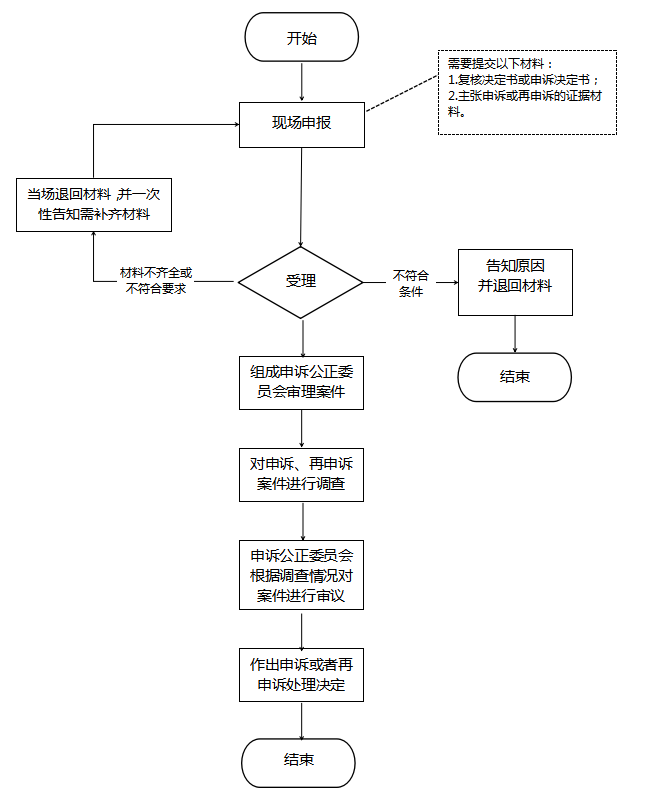 开始
需要提交以下材料：
1.复核决定书或申诉决定书；
2.主张申诉或再申诉的证据材
料。
现场申报
当场退回材料,并一次
性告知需补齐材料
材料不齐全或
不符合要求
受理
不符合
条件
告知原因
并退回材料
结束
组成申诉公正委
员会审理案件
对申诉、再申诉
案件进行调查
申诉公正委员会
根据调查情况对
案件进行审议
作出申诉或者再
申诉处理决定
结束